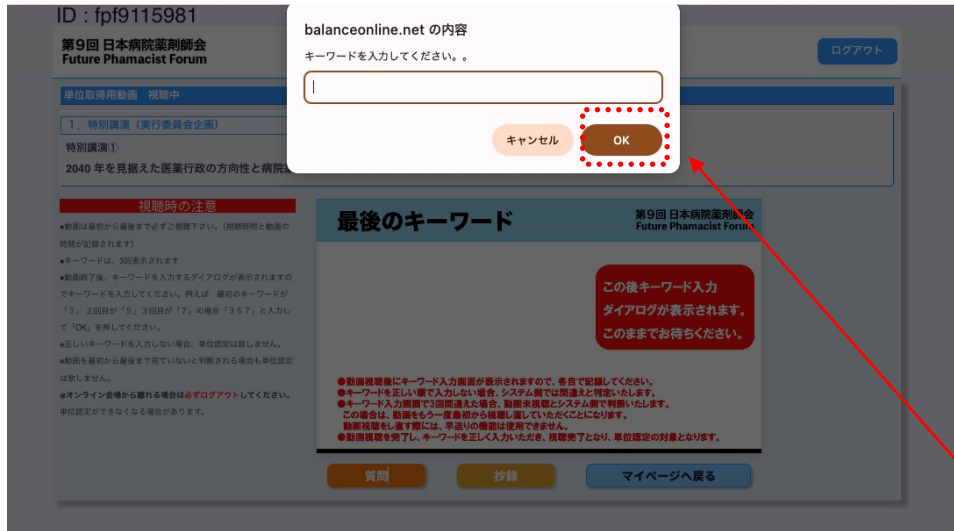 ID：fpf9115981
balanceonline.net の内容
キーワードを入力してください。。
キャンセル
OK
第9回 日本病院薬剤師会
Future Phamacist Forum
ログアウト
単位取得用動画　視聴中
1．特別講演（実行委員会企画）
特別講演①
2040 年を見据えた医薬行政の方向性と病院
視聴時の注意
●動画は最初から最後まで必ずご視聴下さい。(視聴時間と動画の
時間が記録されます)
●キーワードは、3回表示されます
●動画終了後、キーワードを入力するダイアログが表示されますの
でキーワードを入力してください。例えば　最初のキーワードが
「3」 2回目が「5」3回目が「7」の場合「3 5 7」と入力し
て「OK」を押してください。
※正しいキーワードを入力しない場合、単位認定は致しません。
※動画を最初から最後まで見ていないと判断される場合も単位認定
は致しません。
※オンライン会場から離れる場合は必ずログアウトしてください。
単位認定ができなくなる場合があります。
最後のキーワード
第9回 日本病院薬剤師会
Future Phamacist Forum
この後キーワード入力
ダイアログが表示されます。
このままでお待ちください。
●動画視聴後にキーワード入力画面が表示されますので、各自で記録してください。
●キーワードを正しい順で入力しない場合、システム側では間違えと判定いたします。
●キーワード入力画面で3回間違えた場合、動画未視聴とシステム側で判断いたします。
この場合は、動画をもう一度最初から視聴し直していただくことになります。
動画視聴をし直す際には、早送りの機能は使用できません。
●動画視聴を完了し、キーワードを正しく入力いただき、視聴完了となり、単位認定の対象となります。
質問
抄録
マイページへ戻る